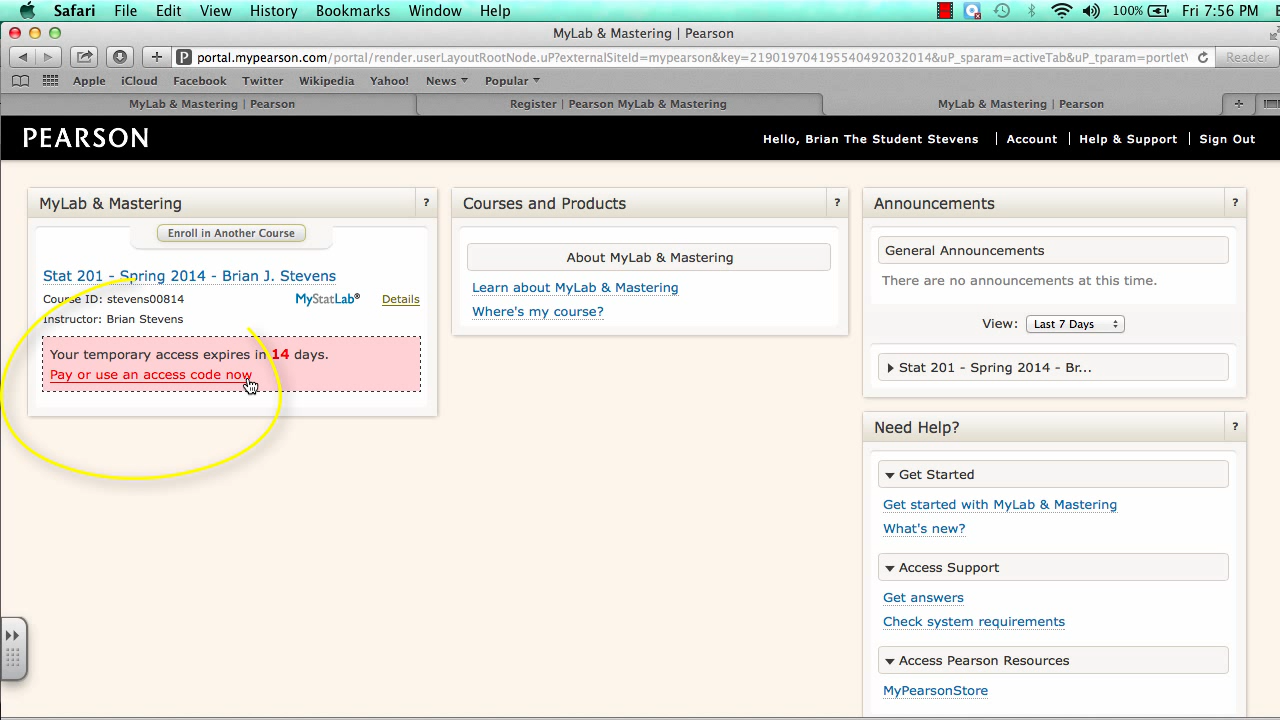 Safari File Edit View History Bookmarks Window Help 100% Fri 7:56 PM
MyLab & Mastering | Pearson
portal.mypearson.com/portal/render.userLayoutRootNode.uP?externalSiteId=mypearson&key=219019704195540492032014&uP_sparam=activeTab&uP_tparam=portlet Reader
Apple iCloud Facebook Twitter Wikipedia Yahoo! News Popular
MyLab & Mastering | Pearson Register | Pearson MyLab & Mastering MyLab & Mastering | Pearson
PEARSON Hello, Brian The Student Stevens | Account | Help & Support | Sign Out
MyLab & Mastering ?
Enroll in Another Course
Stat 201 - Spring 2014 - Brian J. Stevens
Course ID: stevens00814 MyStatLab® Details
Instructor: Brian Stevens
Your temporary access expires in 14 days.
Pay or use an access code now
Courses and Products ?
About MyLab & Mastering
Learn about MyLab & Mastering
Where's my course?
Announcements ?
General Announcements
There are no announcements at this time.
View: Last 7 Days
Stat 201 - Spring 2014 - Br...
Need Help? ?
Get Started
Get started with MyLab & Mastering
What's new?
Access Support
Get answers
Check system requirements
Access Pearson Resources
MyPearsonStore